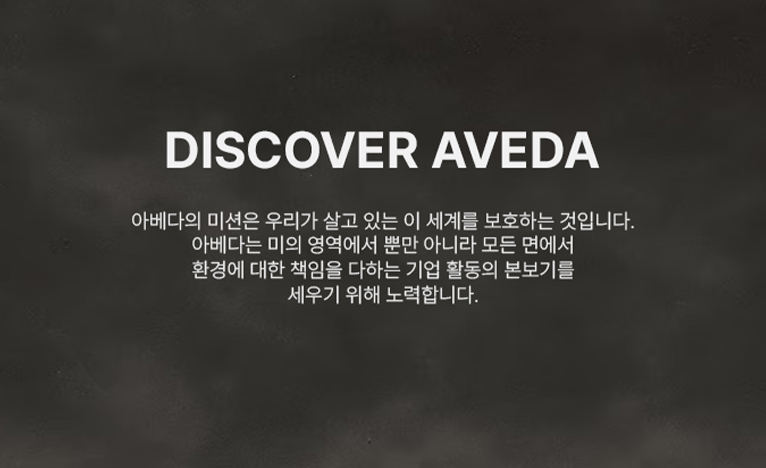 DISCOVER AVEDA
아베다의 미션은 우리가 살고 있는 이 세계를 보호하는 것입니다.
아베다는 미의 영역에서 뿐만 아니라 모든 면에서
환경에 대한 책임을 다하는 기업 활동의 본보기를
세우기 위해 노력합니다.